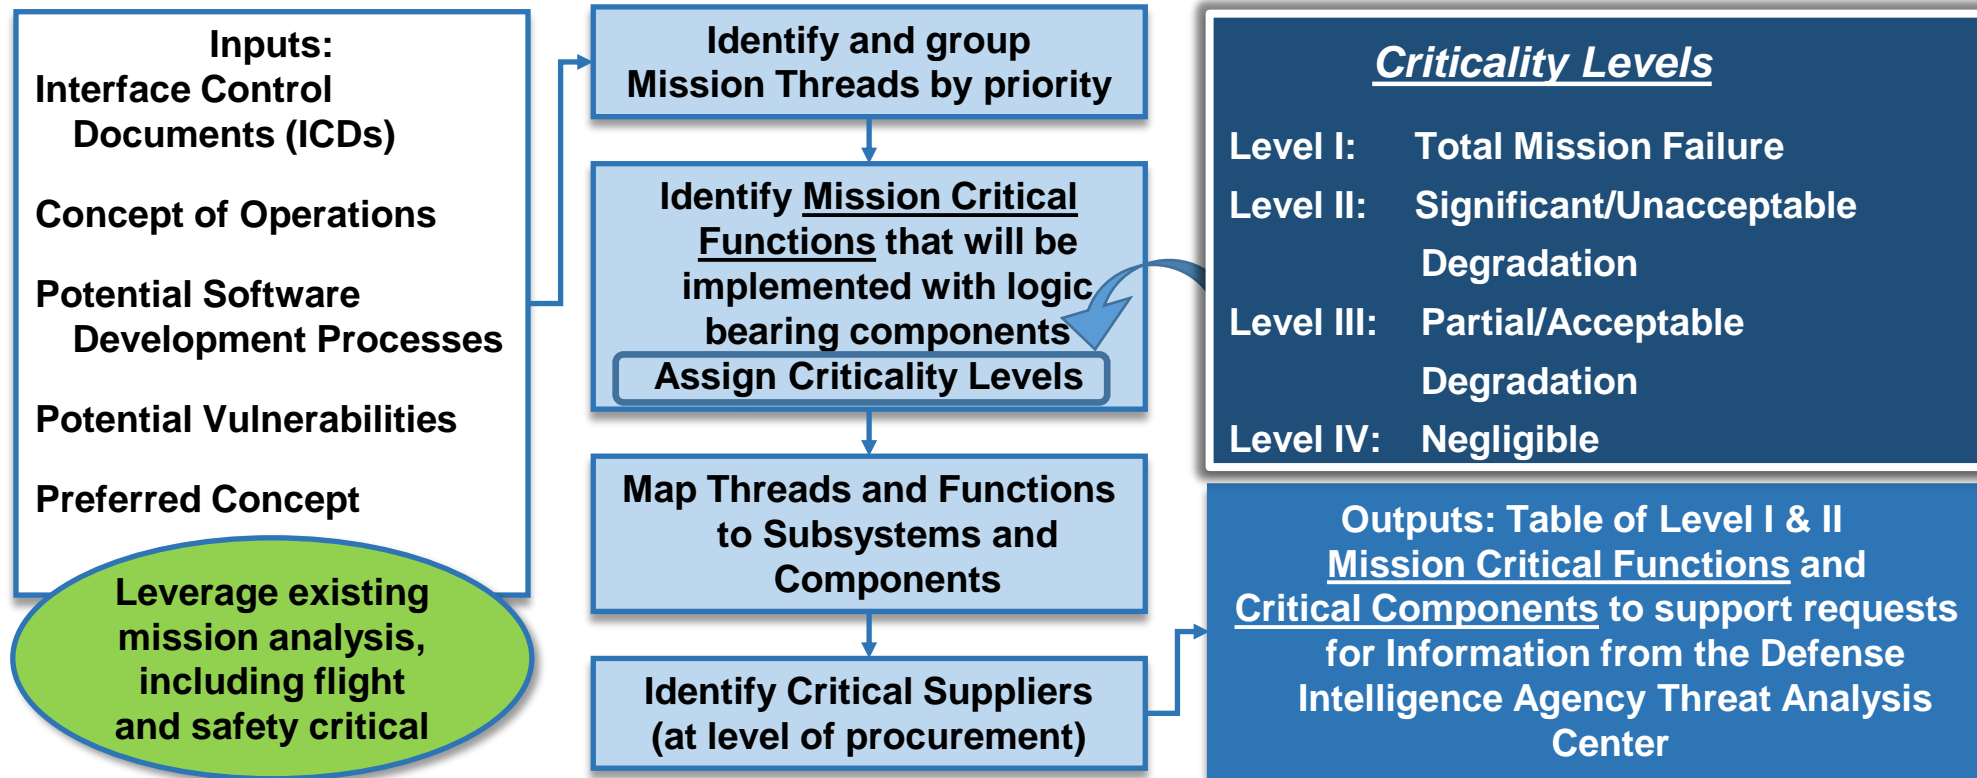 Inputs:
Interface Control
Documents (ICDs)
Concept of Operations
Potential Software
Development Processes
Potential Vulnerabilities
Preferred Concept
Leverage existing
mission analysis,
including flight
and safety critical
Identify and group
Mission Threads by priority
Identify Mission Critical
Functions that will be
implemented with logic
bearing components
Assign Criticality Levels
Map Threads and Functions
to Subsystems and
Components
Identify Critical Suppliers
(at level of procurement)
Criticality Levels
Level I: Total Mission Failure
Level II: Significant/Unacceptable
Degradation
Level III: Partial/Acceptable
Degradation
Level IV: Negligible
Outputs: Table of Level I & II
Mission Critical Functions and
Critical Components to support requests
for Information from the Defense
Intelligence Agency Threat Analysis
Center